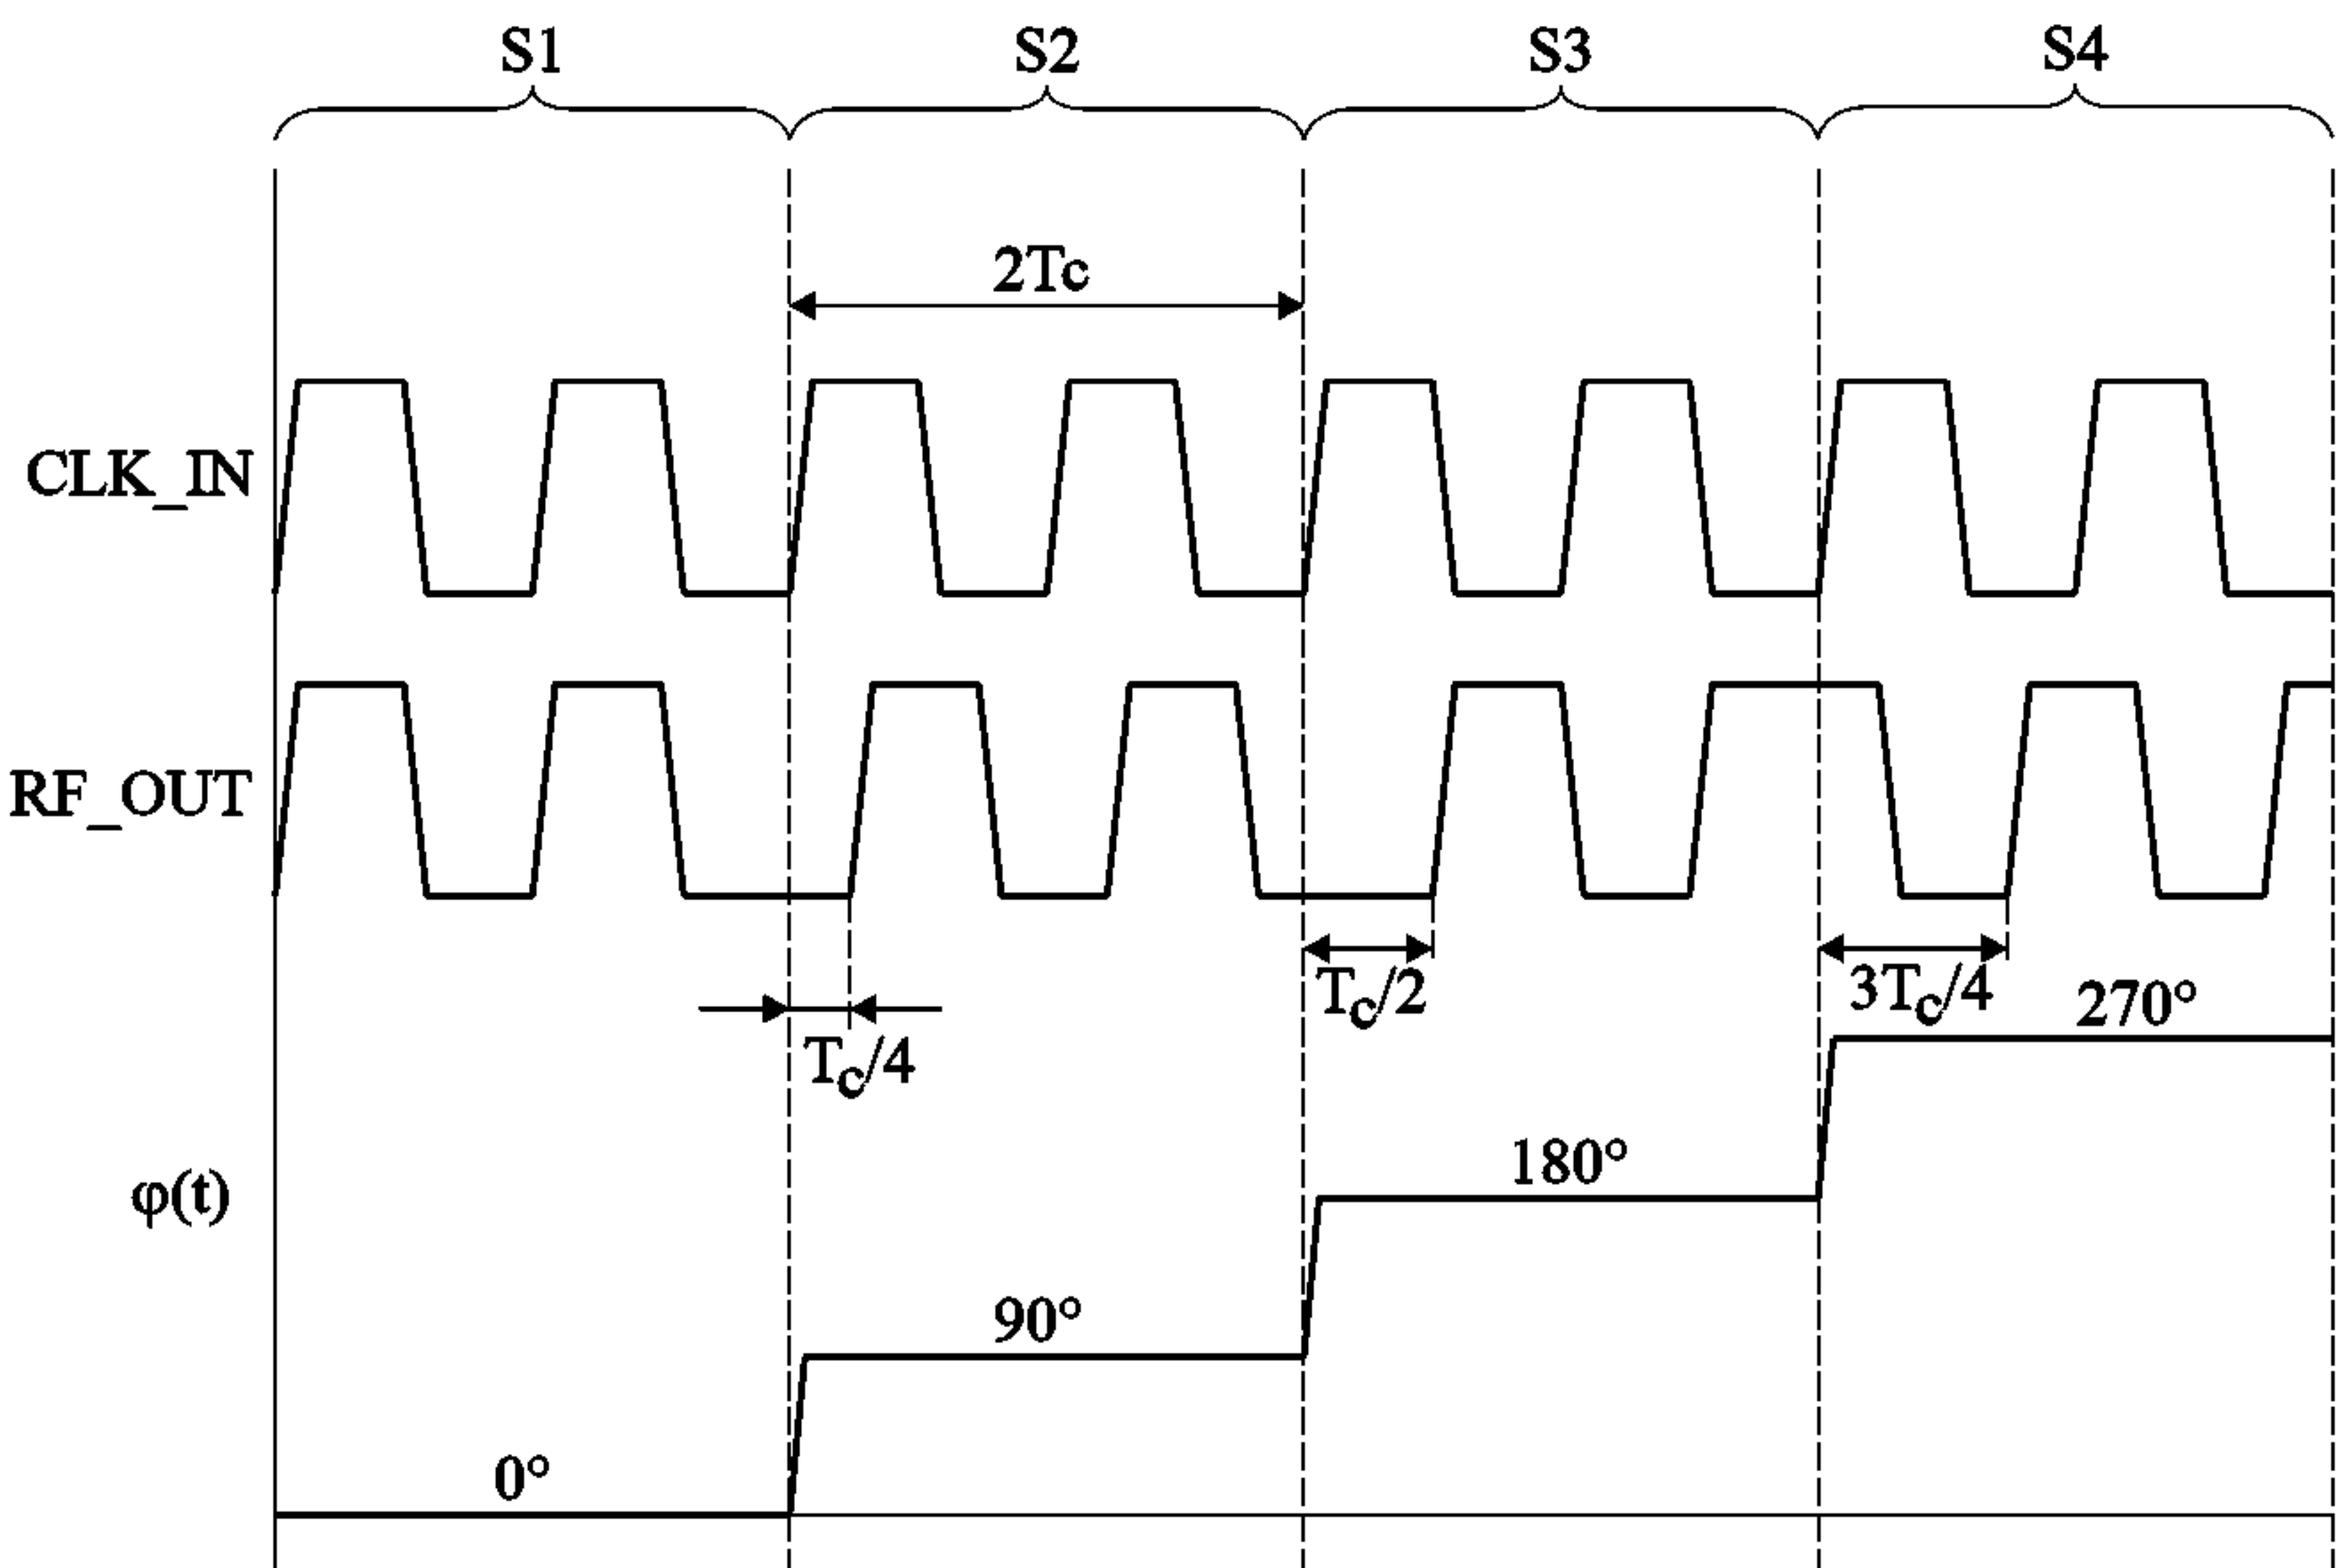 S1 S2 S3 S4
2Tc
CLK_IN
RF_OUT
Tc/2 3Tc/4 270°
Tc/4
180°
φ(t)
90°
0°